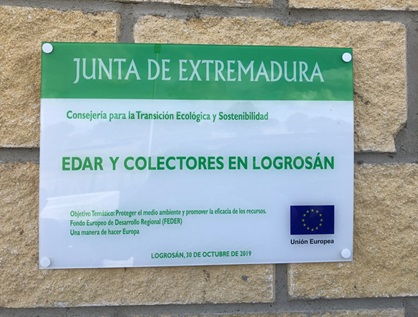 JUNTA DE EXTREMADURA
Consejería para la Transición Ecológica y Sostenibilidad
EDAR Y COLECTORES EN LOGROSÁN
Objetivo Temático: Proteger el medio ambiente y promover la eficacia de los recursos.
Fondo Europeo de Desarrollo Regional (FEDER)
Una manera de hacer Europa
Unión Europea
LOGROSÁN, 30 DE OCTUBRE DE 2019